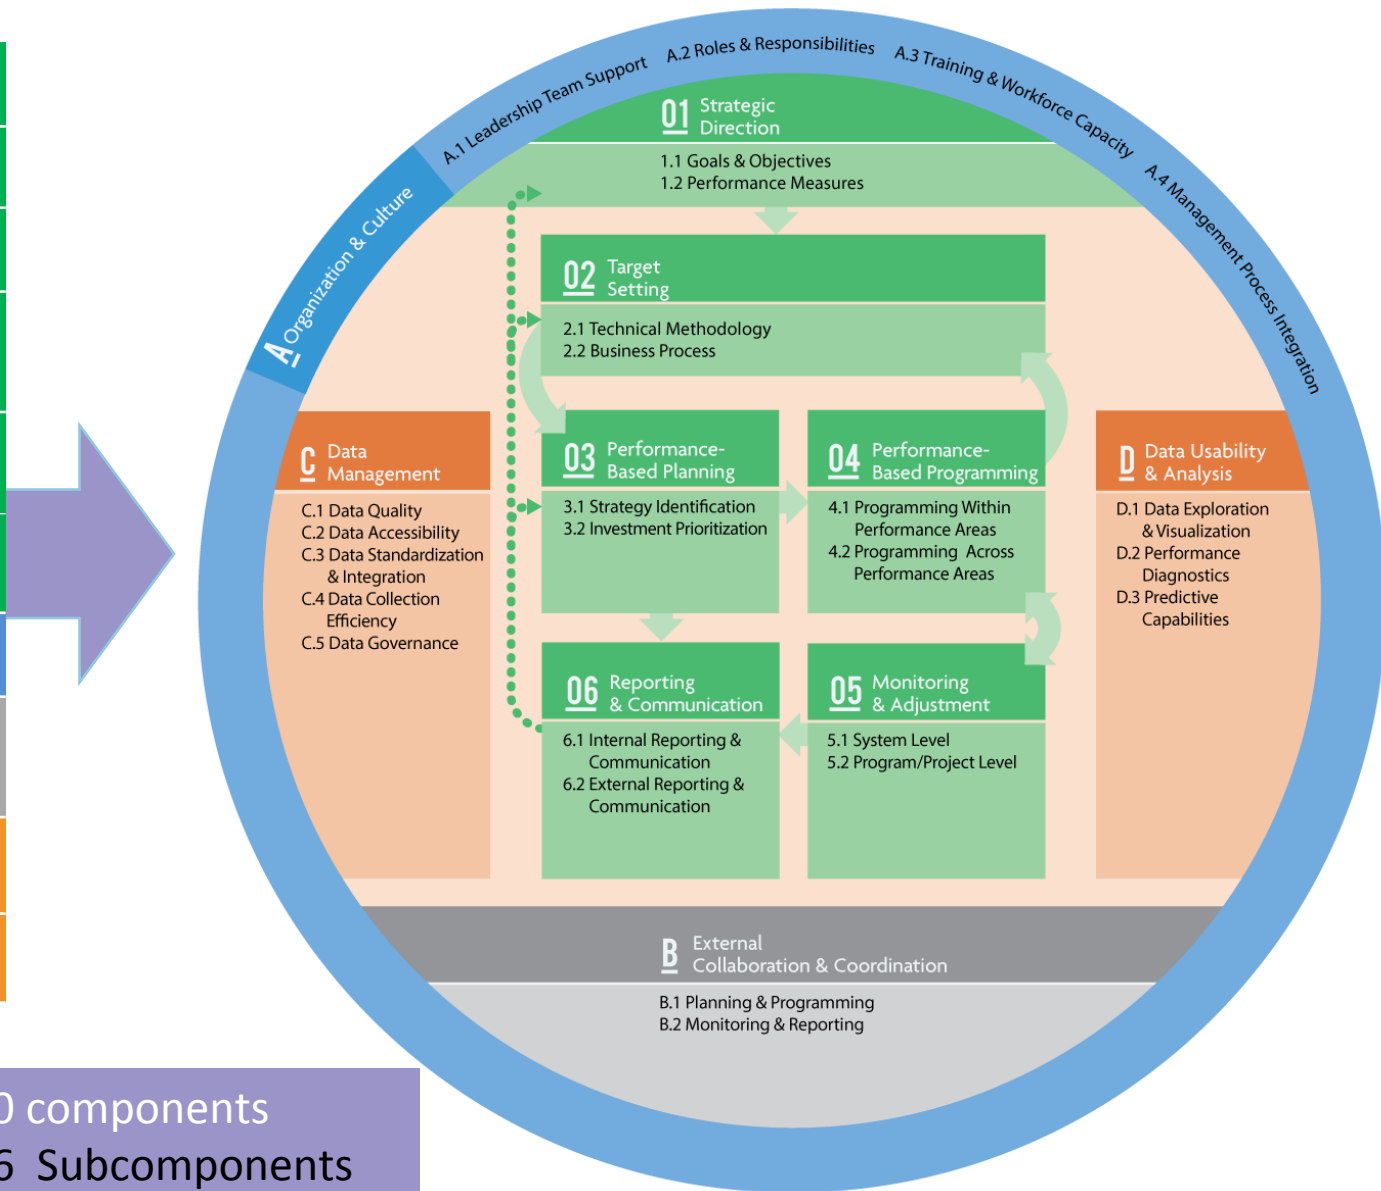 A.1 Leadership Team Support
A.2 Roles & Responsibilities
A.3 Training & Workforce Capacity
A.4 Management Process Integration
A Organization & Culture
01 Strategic
Direction
1.1 Goals & Objectives
1.2 Performance Measures
02 Target
Setting
2.1 Technical Methodology
2.2 Business Process
C Data
Management
C.1 Data Quality
C.2 Data Accessibility
C.3 Data Standardization
& Integration
C.4 Data Collection
Efficiency
C.5 Data Governance
03 Performance-
Based Planning
3.1 Strategy Identification
3.2 Investment Prioritization
04 Performance-
Based Programming
4.1 Programming Within
Performance Areas
4.2 Programming Across
Performance Areas
D Data Usability
& Analysis
D.1 Data Exploration
& Visualization
D.2 Performance
Diagnostics
D.3 Predictive
Capabilities
06 Reporting
& Communication
6.1 Internal Reporting &
Communication
6.2 External Reporting &
Communication
05 Monitoring
& Adjustment
5.1 System Level
5.2 Program/Project Level
B External
Collaboration & Coordination
B.1 Planning & Programming
B.2 Monitoring & Reporting
0 components
6 Subcomponents